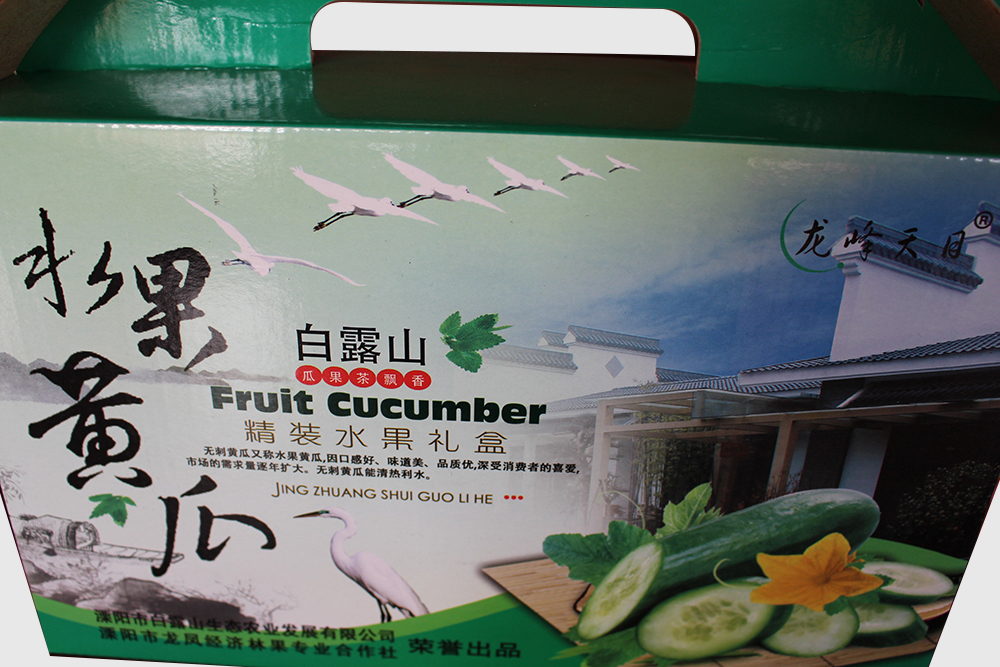 龙峰天目®
水果
黄瓜
白露山
瓜果茶飘香
Fruit Cucumber
精装水果礼盒
无刺黄瓜又称水果黄瓜,因口感好、味道美、品质优,深受消费者的喜爱,
市场的需求量逐年扩大。无刺黄瓜能清热利水。
JING ZHUANG SHUI GUO LI HE
溧阳市白露山生态农业发展有限公司
溧阳市龙凤经济林果专业合作社
荣誉出品